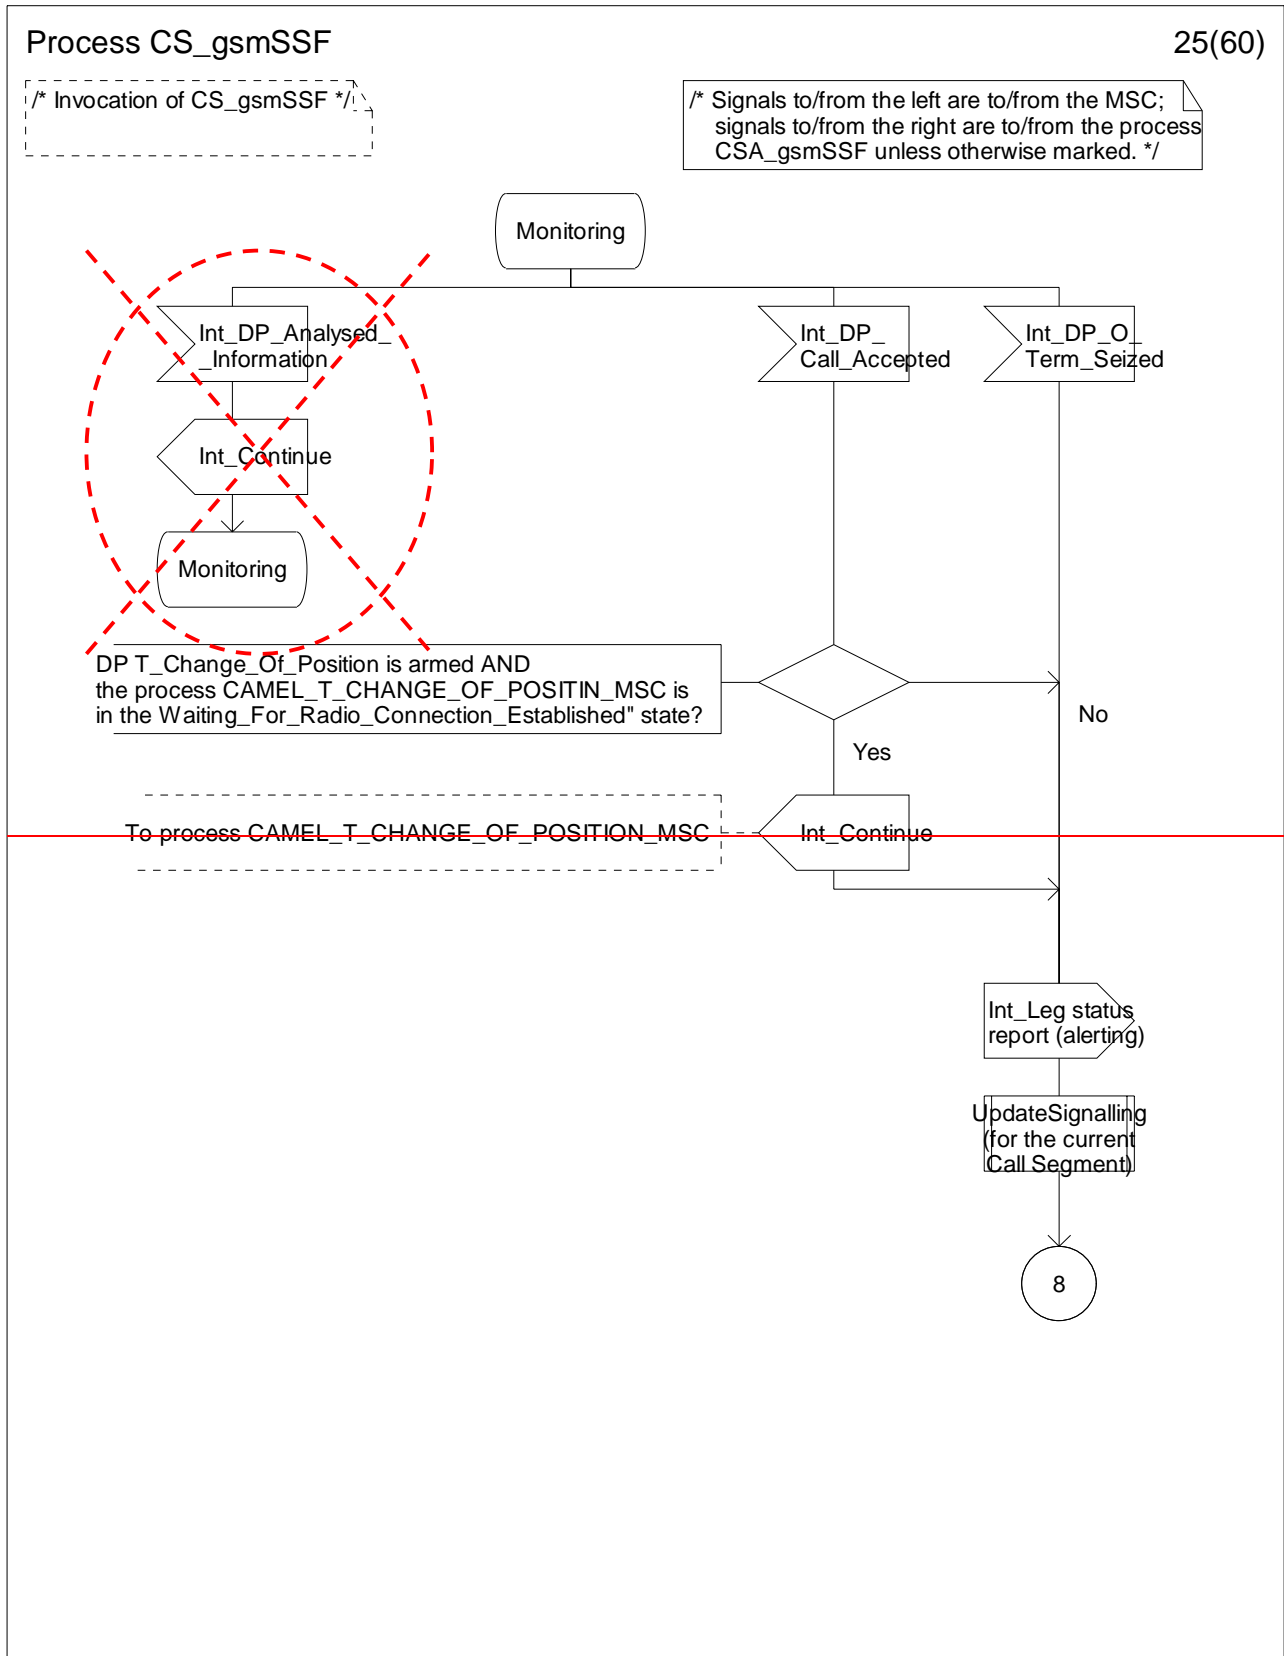 Process CS_gsmSSF
25(60)
/* Invocation of CS_gsmSSF */
/* Signals to/from the left are to/from the MSC;
signals to/from the right are to/from the process
CSA_gsmSSF unless otherwise marked. */
Monitoring
Int_DP_Analysed_
_Information
Int_DP_
Call_Accepted
Int_DP_O_
Term_Seized
Int_Continue
Monitoring
DP T_Change_Of_Position is armed AND
the process CAMEL_T_CHANGE_OF_POSITIN_MSC is
in the Waiting_For_Radio_Connection_Established" state?
No
Yes
To process CAMEL_T_CHANGE_OF_POSITION_MSC
Int_Continue
Int_Leg status
report (alerting)
UpdateSignalling
(for the current
Call Segment)
8